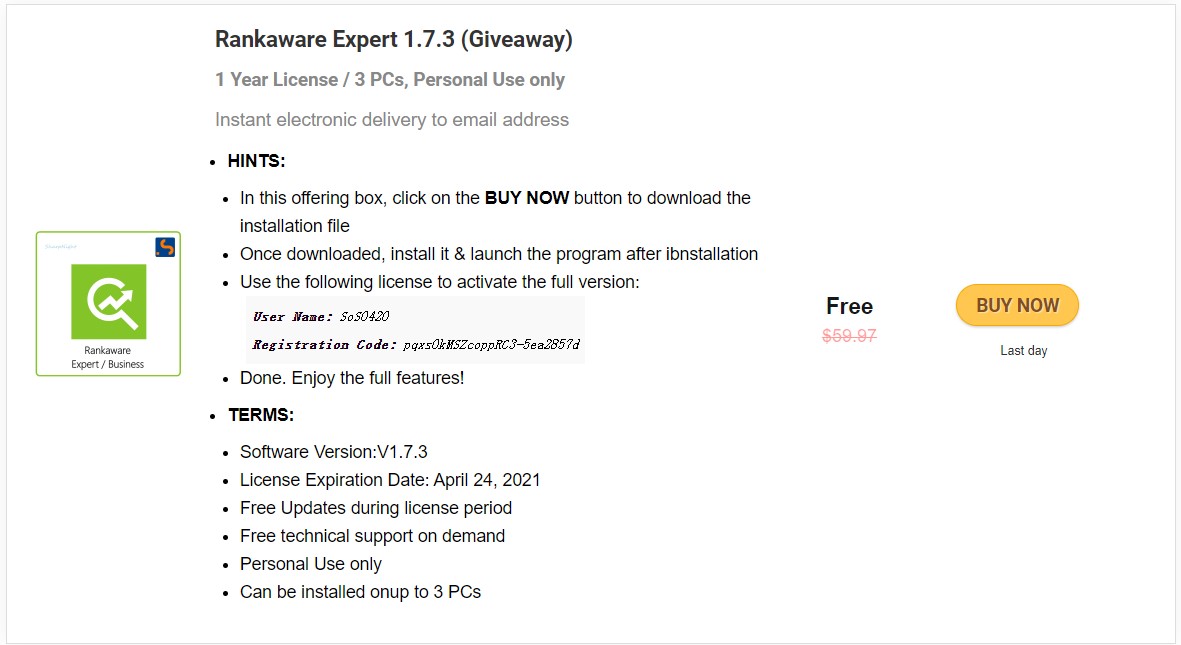 Rankaware Expert 1.7.3 (Giveaway)
1 Year License / 3 PCs, Personal Use only
Instant electronic delivery to email address
HINTS:
In this offering box, click on the BUY NOW button to download the
installation file
Once downloaded, install it & launch the program after ibnstallation
Use the following license to activate the full version:
User Name: SoS0420
Registration Code: pqxsOkMSZcoppRC3-5ea2857d
Done. Enjoy the full features!
TERMS:
Software Version:V1.7.3
License Expiration Date: April 24, 2021
Free Updates during license period
Free technical support on demand
Personal Use only
Can be installed onup to 3 PCs
Rankaware
Expert / Business
Free
$59.97
BUY NOW
Last day